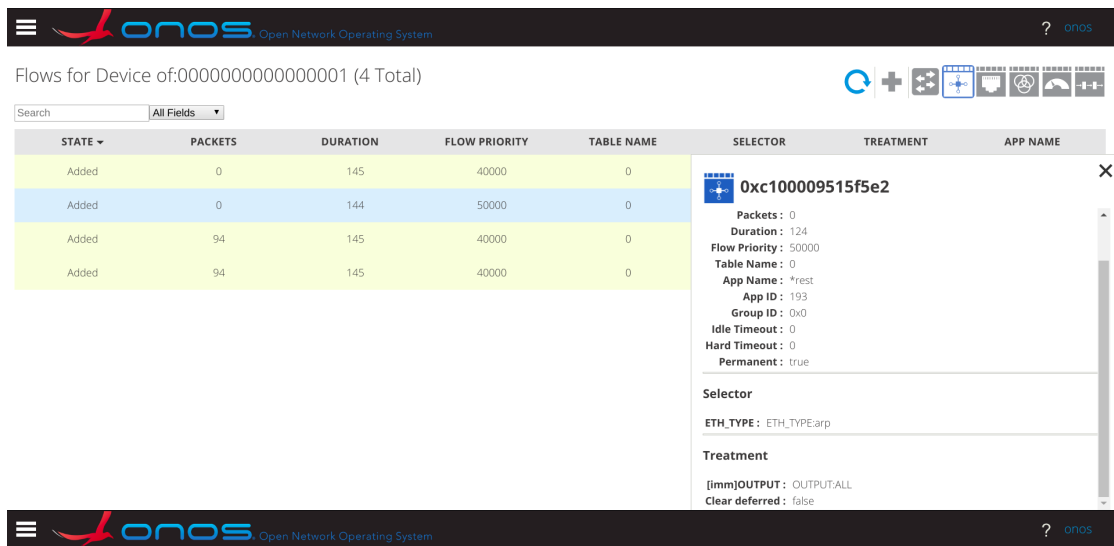 onos. Open Network Operating System ? onos
Flows for Device of:0000000000000001 (4 Total)
Search All Fields
STATE PACKETS DURATION FLOW PRIORITY TABLE NAME SELECTOR TREATMENT APP NAME
Added 0 145 40000 0
Added 0 144 50000 0
Added 94 145 40000 0
Added 94 145 40000 0
0xc100009515f5e2
Packets : 0
Duration : 124
Flow Priority : 50000
Table Name : 0
App Name : *rest
App ID : 193
Group ID : 0x0
Idle Timeout : 0
Hard Timeout : 0
Permanent : true
Selector
ETH_TYPE : ETH_TYPE:arp
Treatment
[imm]OUTPUT : OUTPUT:ALL
Clear deferred : false
onos. Open Network Operating System ? onos